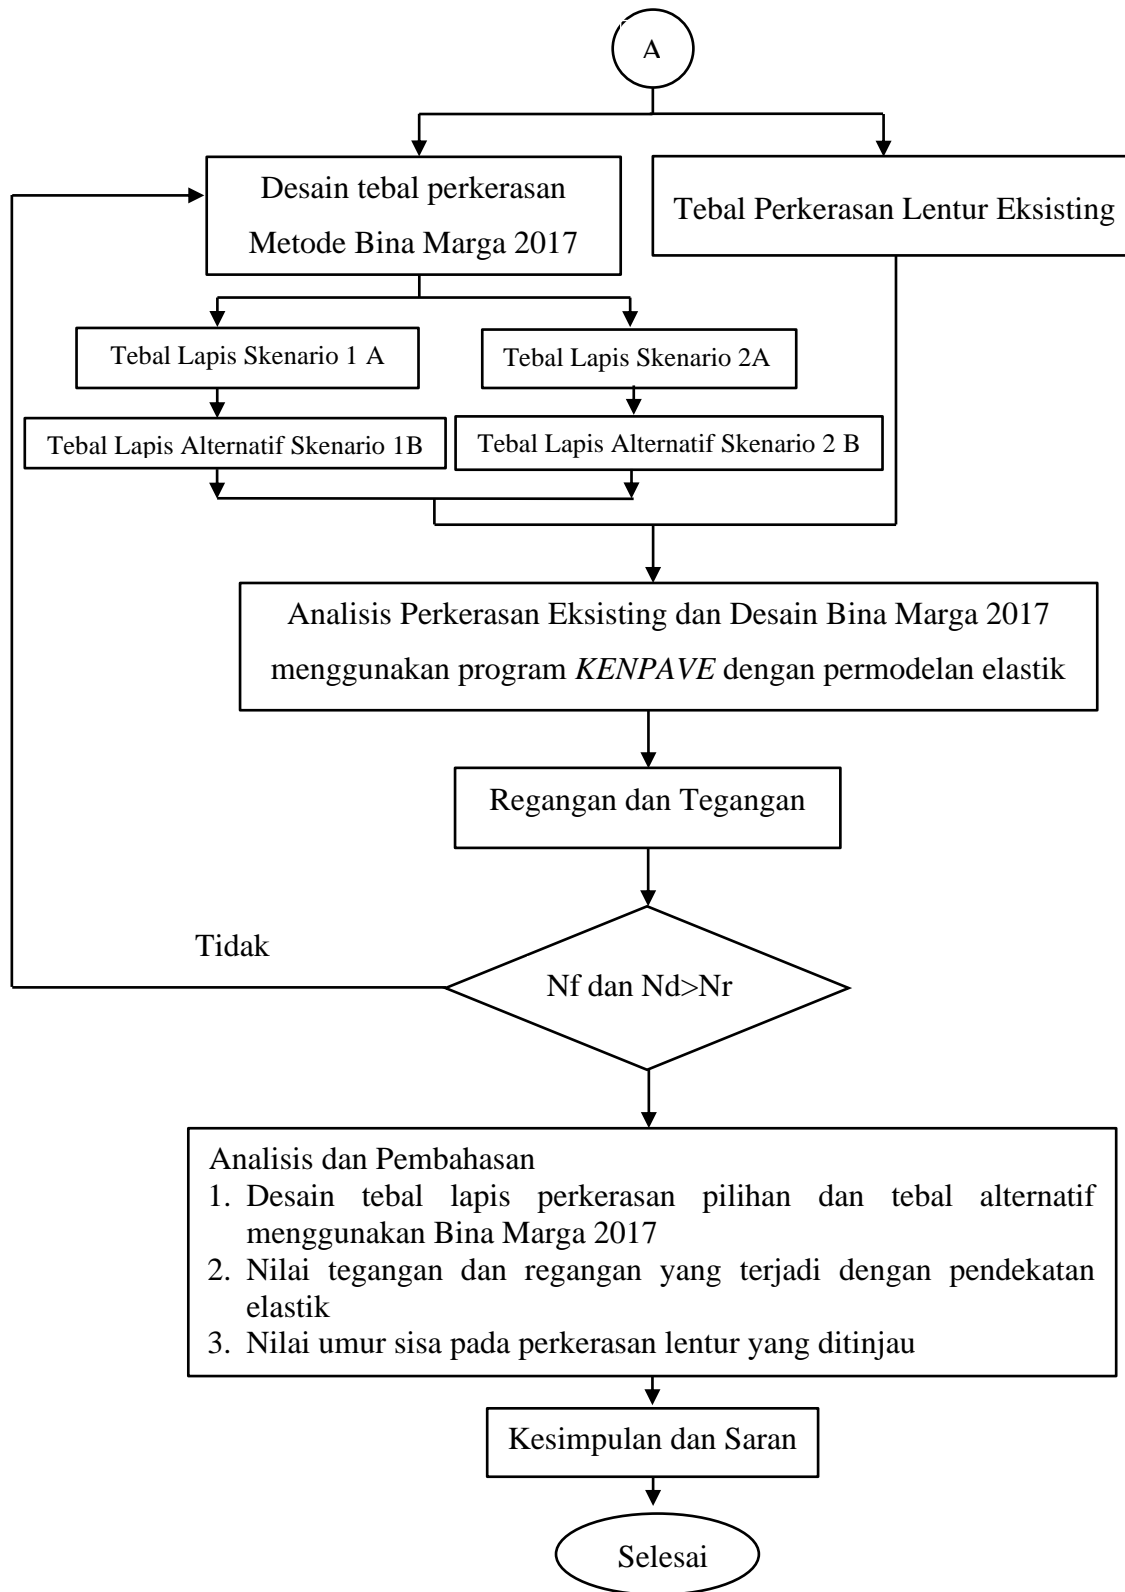 A
Desain tebal perkerasan
Metode Bina Marga 2017
Tebal Perkerasan Lentur Eksisting
Tebal Lapis Skenario 1 A
Tebal Lapis Skenario 2A
Tebal Lapis Alternatif Skenario 1B
Tebal Lapis Alternatif Skenario 2 B
Analisis Perkerasan Eksisting dan Desain Bina Marga 2017
menggunakan program KENPAVE dengan permodelan elastik
Regangan dan Tegangan
Tidak
Nf dan Nd>Nr
Analisis dan Pembahasan
1. Desain tebal lapis perkerasan pilihan dan tebal alternatif
menggunakan Bina Marga 2017
2. Nilai tegangan dan regangan yang terjadi dengan pendekatan
elastik
3. Nilai umur sisa pada perkerasan lentur yang ditinjau
Kesimpulan dan Saran
Selesai